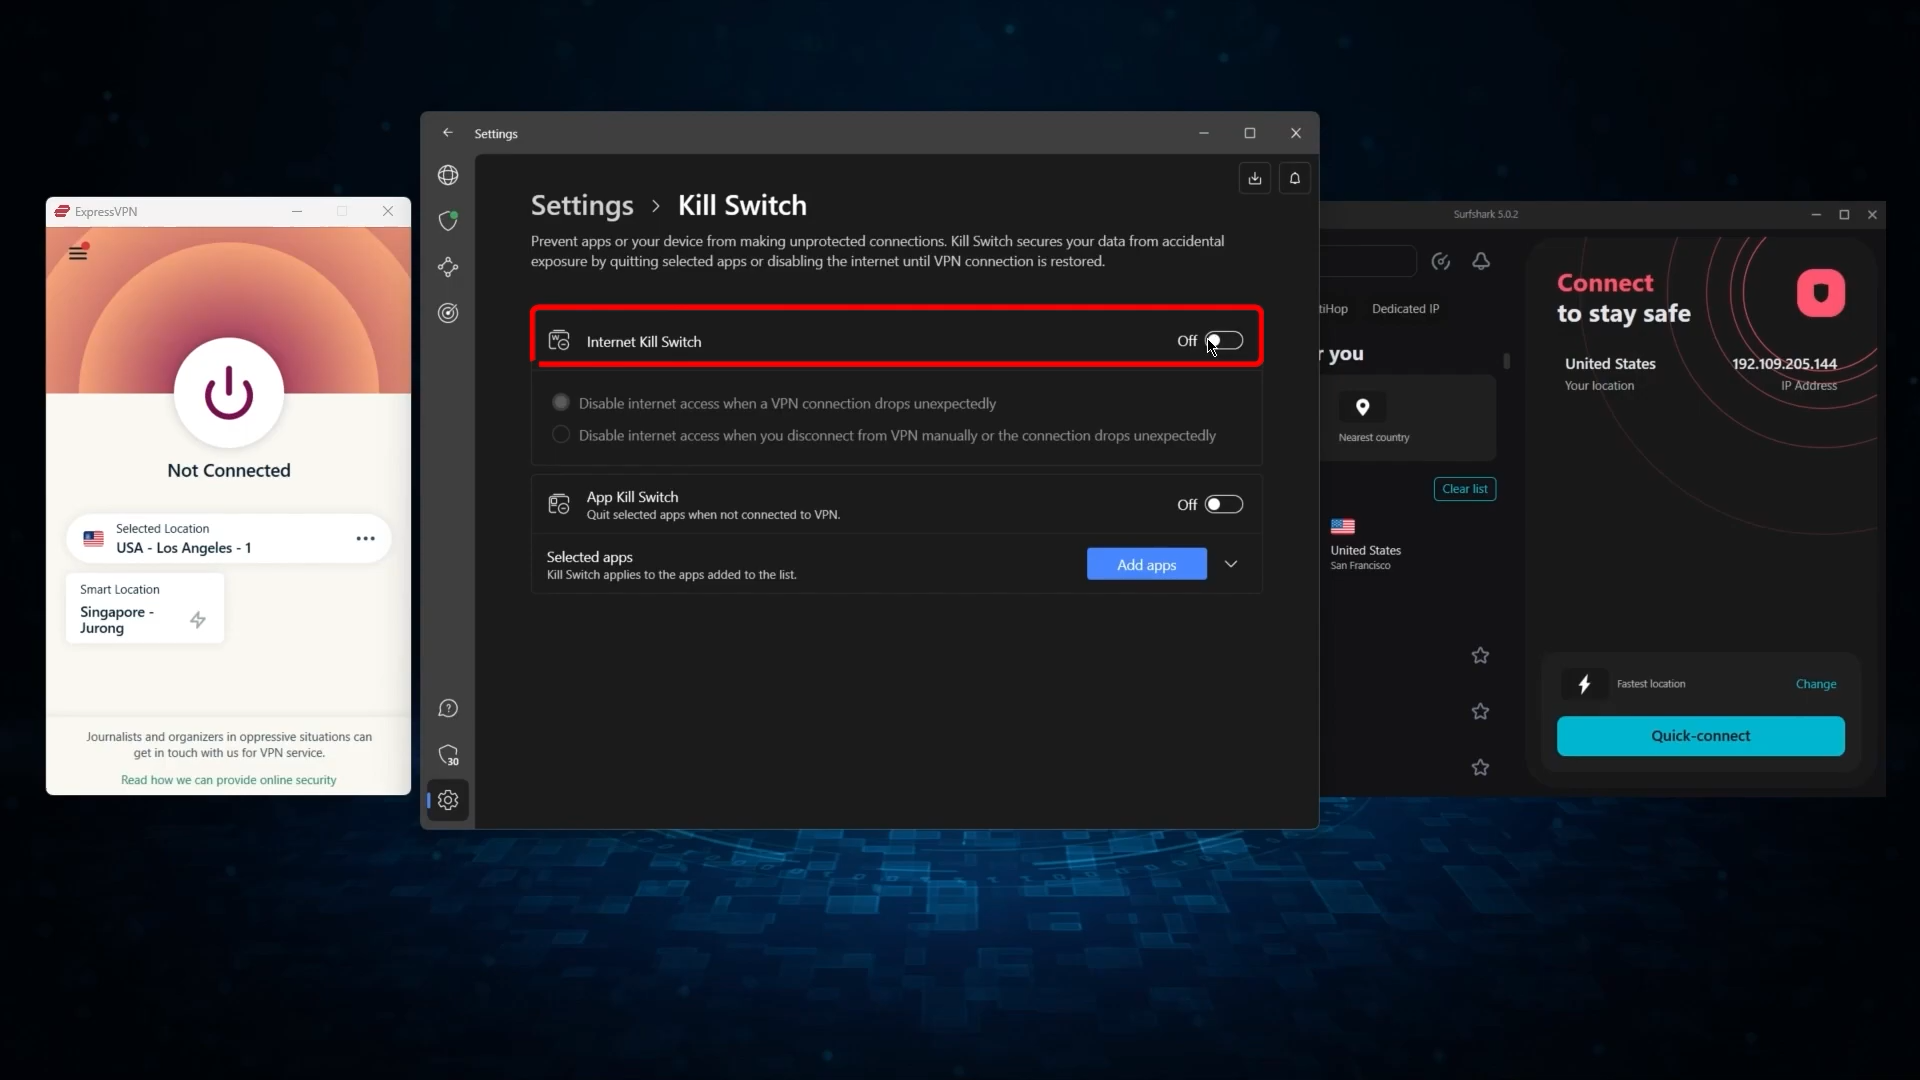 ExpressVPN
Not Connected
Selected Location
USA - Los Angeles - 1
Smart Location
Singapore -
Jurong
Journalists and organizers in oppressive situations can
get in touch with us for VPN service.
Read how we can provide online security
Settings
Settings > Kill Switch
Prevent apps or your device from making unprotected connections. Kill Switch secures your data from accidental
exposure by quitting selected apps or disabling the internet until VPN connection is restored.
W
Internet Kill Switch
Off
Disable internet access when a VPN connection drops unexpectedly
Disable internet access when you disconnect from VPN manually or the connection drops unexpectedly
App Kill Switch
Off
Quit selected apps when not connected to VPN.
Selected apps
Kill Switch applies to the apps added to the list.
Add apps
30
Surfshark 5.0.2
tiHop
Dedicated IP
r you
Nearest country
Clear list
United States
San Francisco
Connect
to stay safe
United States
192.109.205.144
Your location
IP Address
Fastest location
Change
Quick-connect